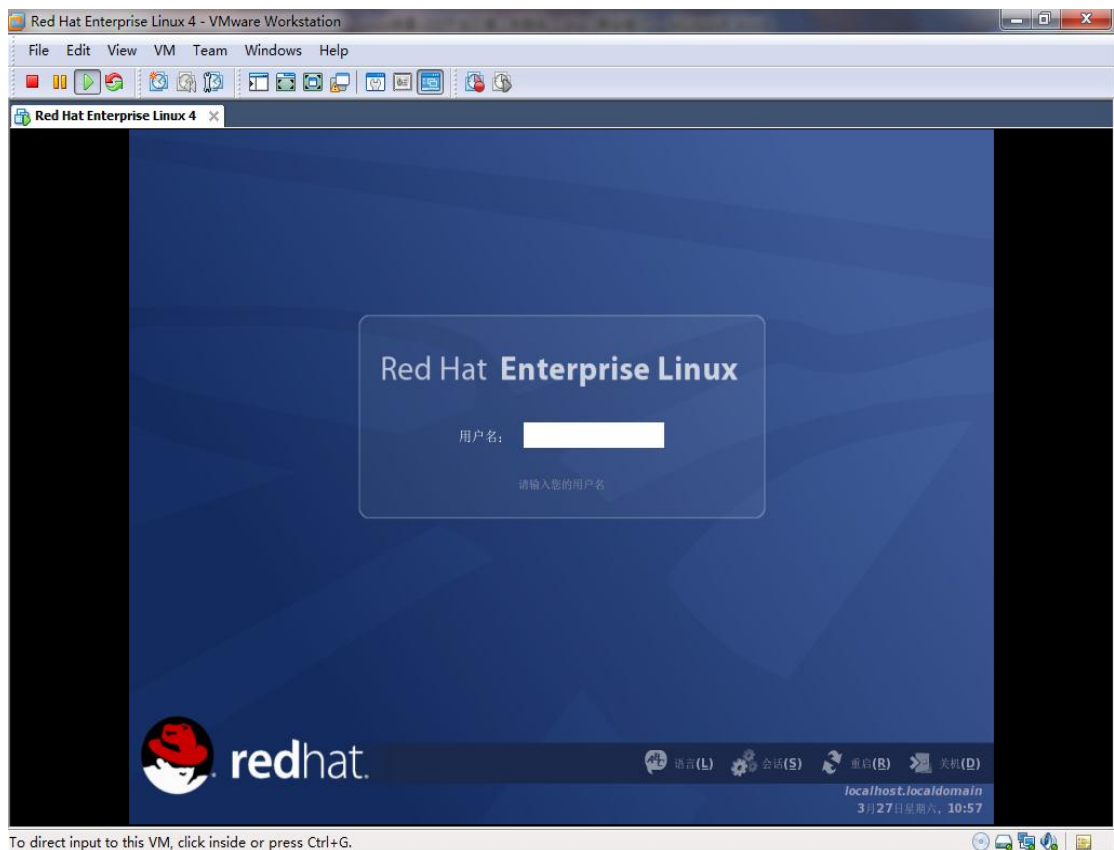 Red Hat Enterprise Linux 4 - VMware Workstation
File Edit View VM Team Windows Help
Red Hat Enterprise Linux 4
Red Hat Enterprise Linux
用户名:
请输入您的用户名
redhat.
语言(L) 会话(S) 重启(R) 关机(D)
localhost.localdomain
3月27日星期六, 10:57
To direct input to this VM, click inside or press Ctrl+G.